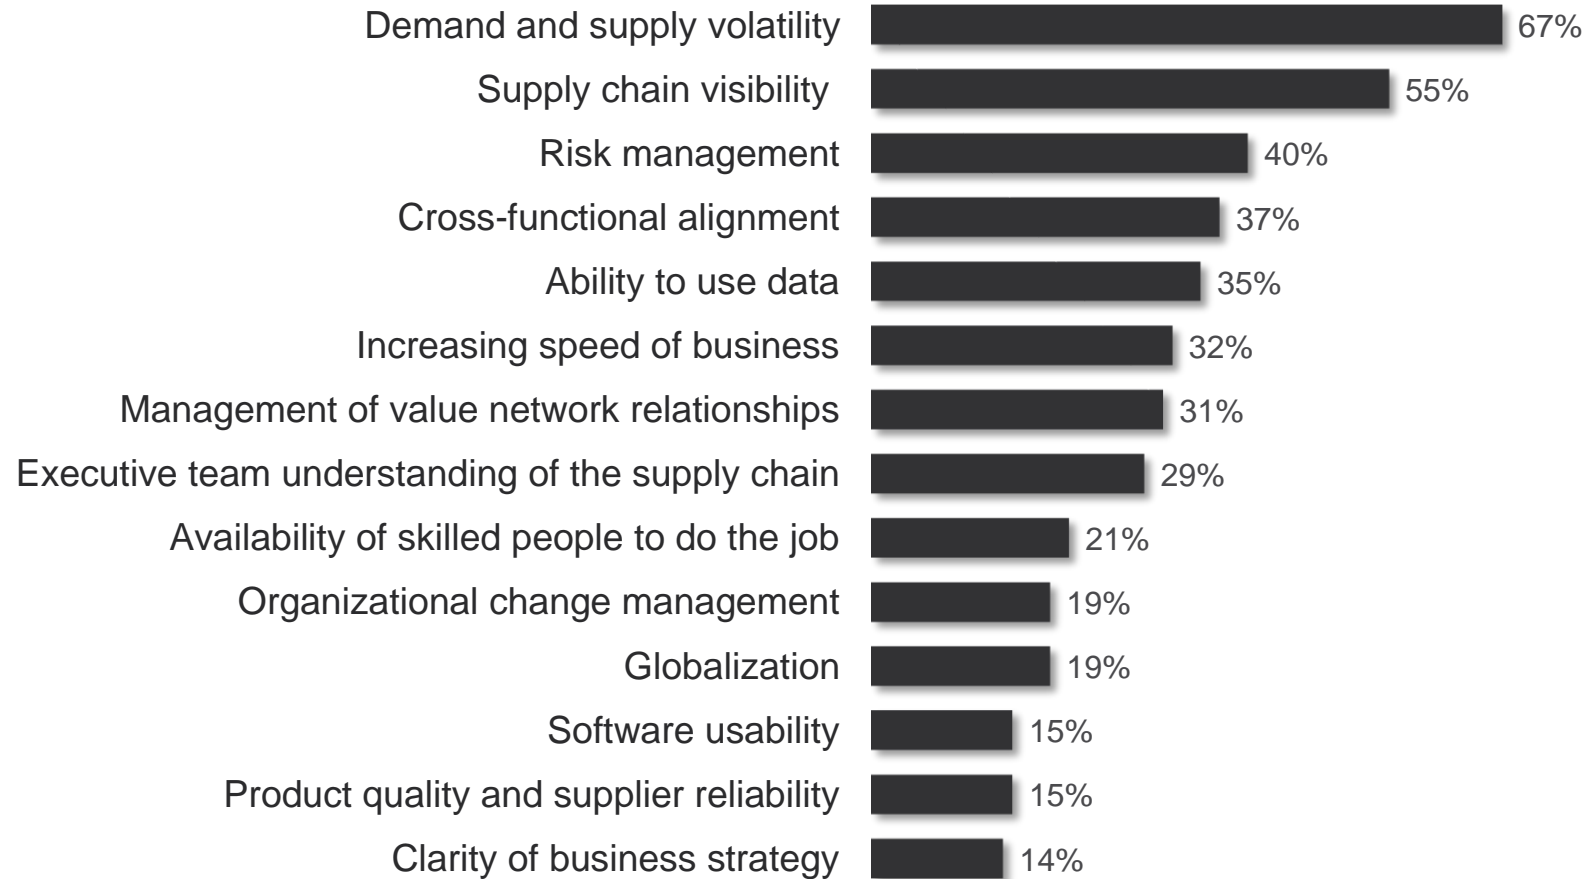 Demand and supply volatility 67%
Supply chain visibility 55%
Risk management 40%
Cross-functional alignment 37%
Ability to use data 35%
Increasing speed of business 32%
Management of value network relationships 31%
Executive team understanding of the supply chain 29%
Availability of skilled people to do the job 21%
Organizational change management 19%
Globalization 19%
Software usability 15%
Product quality and supplier reliability 15%
Clarity of business strategy 14%